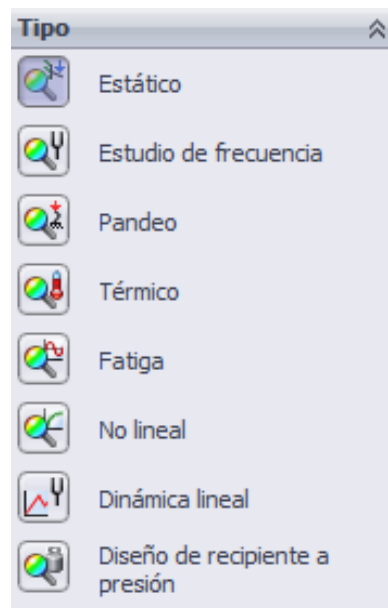 Tipo
Estático
Estudio de frecuencia
Pandeo
Térmico
Fatiga
No lineal
Dinámica lineal
Diseño de recipiente a
presión